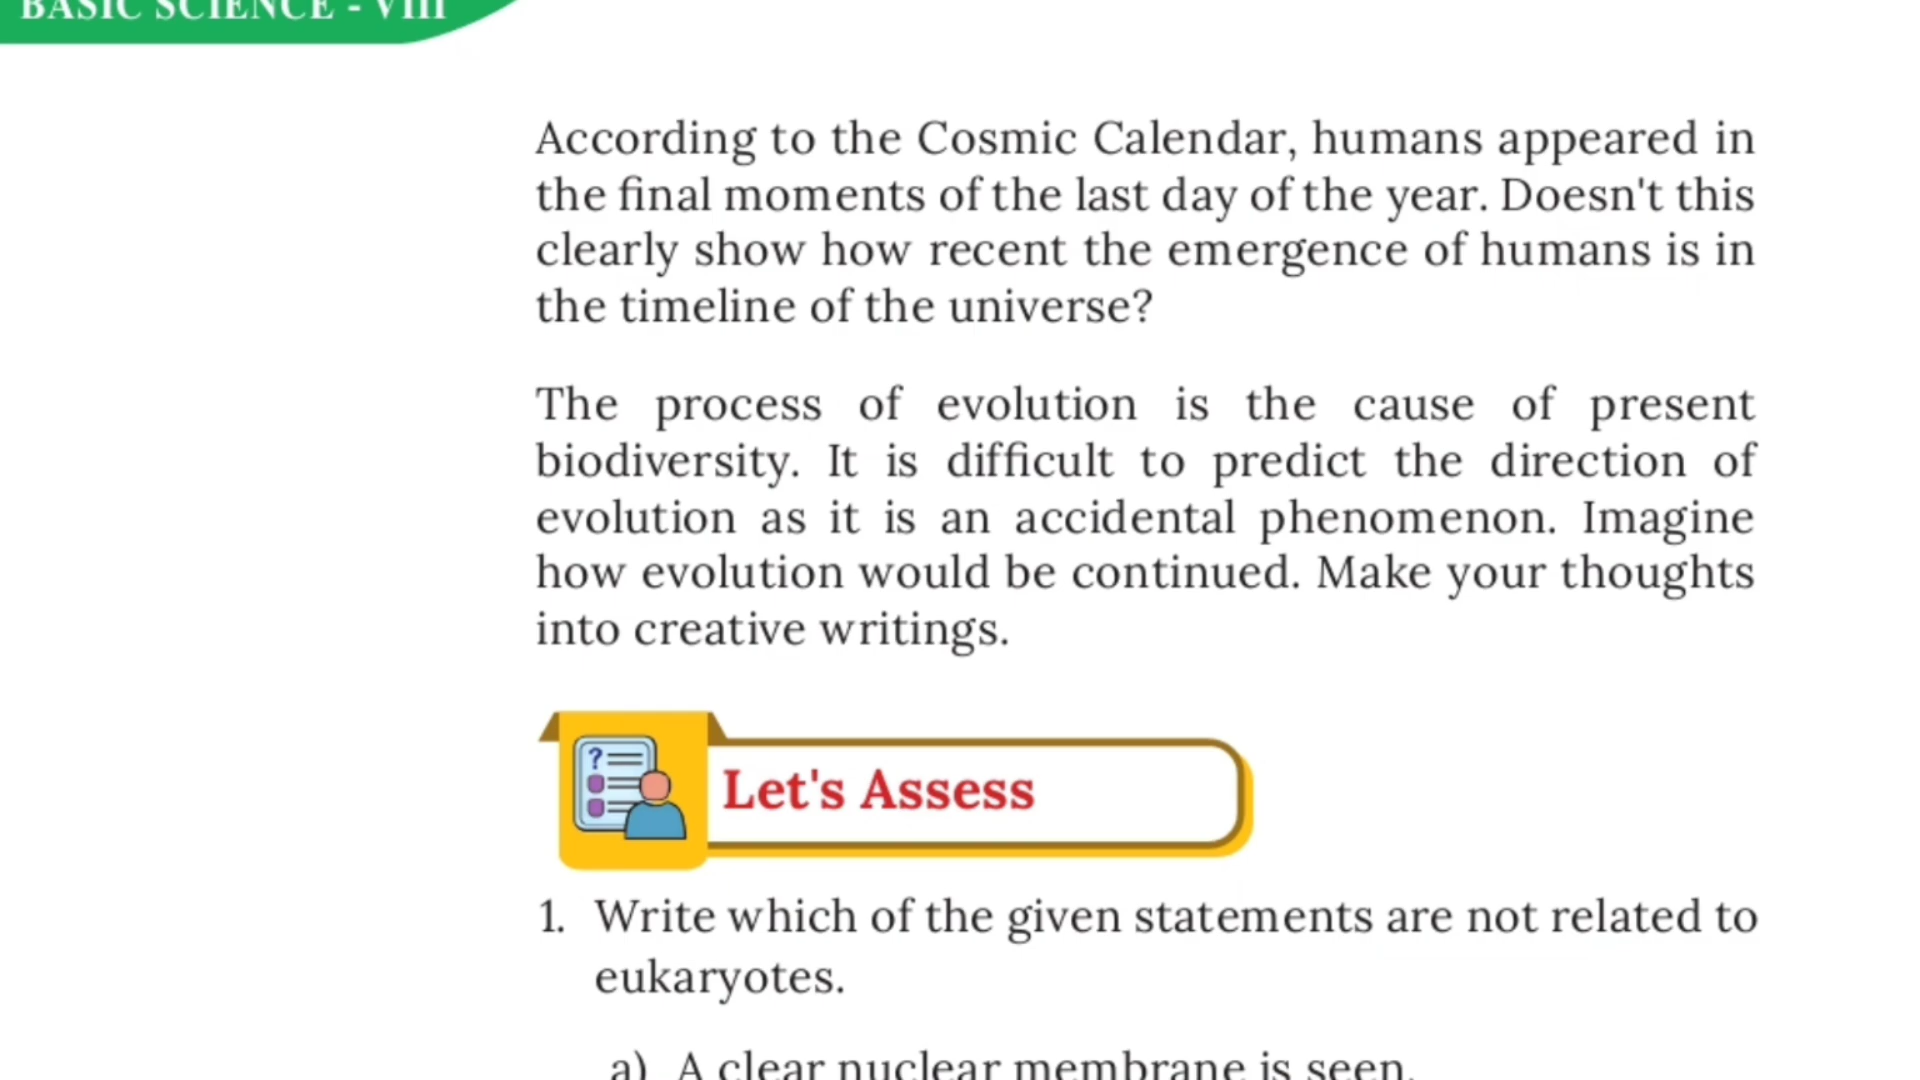 BASIC SCIENCE - VIII
According to the Cosmic Calendar, humans appeared in
the final moments of the last day of the year. Doesn't this
clearly show how recent the emergence of humans is in
the timeline of the universe?
The process of evolution is the cause of present
biodiversity. It is difficult to predict the direction of
evolution as it is an accidental phenomenon. Imagine
how evolution would be continued. Make your thoughts
into creative writings.
?
Let's Assess
1. Write which of the given statements are not related to
eukaryotes.
a) A clear nuclear membrane is seen.